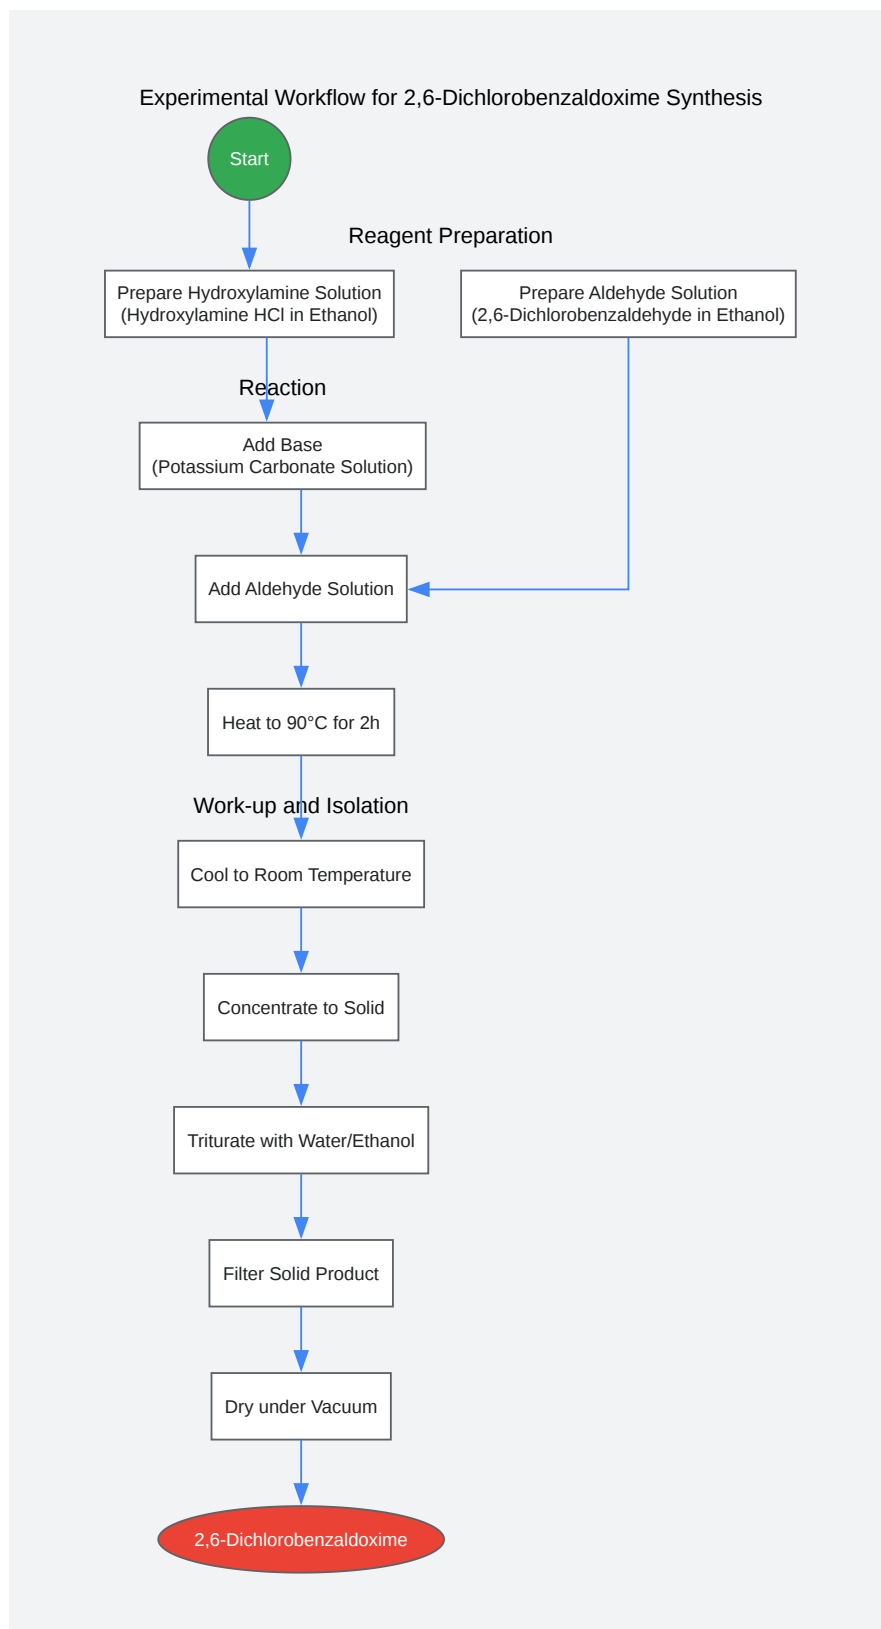 Experimental Workflow for 2,6-Dichlorobenzaldoxime Synthesis
Start
Reagent Preparation
Prepare Hydroxylamine Solution
(Hydroxylamine HCl in Ethanol)
Prepare Aldehyde Solution
(2,6-Dichlorobenzaldehyde in Ethanol)
Reaction
Add Base
(Potassium Carbonate Solution)
Add Aldehyde Solution
Heat to 90°C for 2h
Work-up and Isolation
Cool to Room Temperature
Concentrate to Solid
Triturate with Water/Ethanol
Filter Solid Product
Dry under Vacuum
2,6-Dichlorobenzaldoxime